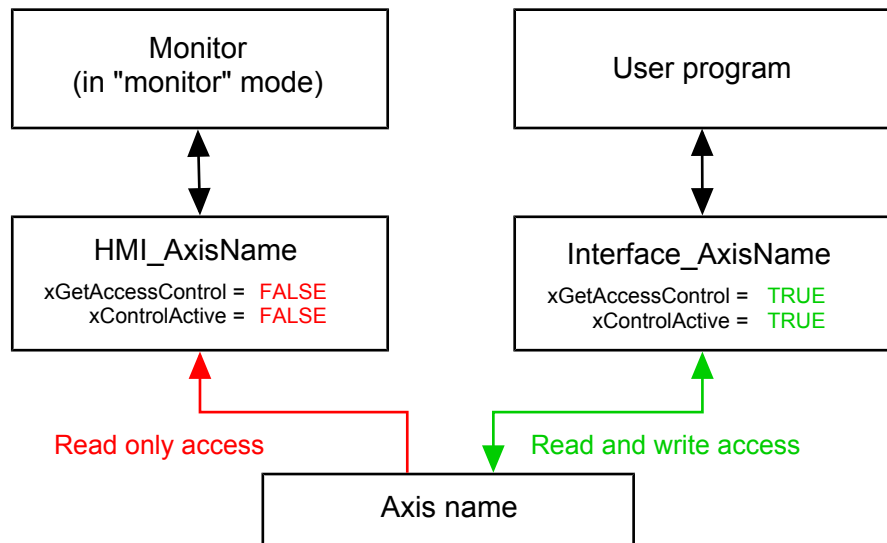 Monitor
(in "monitor" mode)
User program
HMI_AxisName
xGetAccessControl = FALSE
xControlActive = FALSE
Interface_AxisName
xGetAccessControl = TRUE
xControlActive = TRUE
Read only access
Read and write access
Axis name